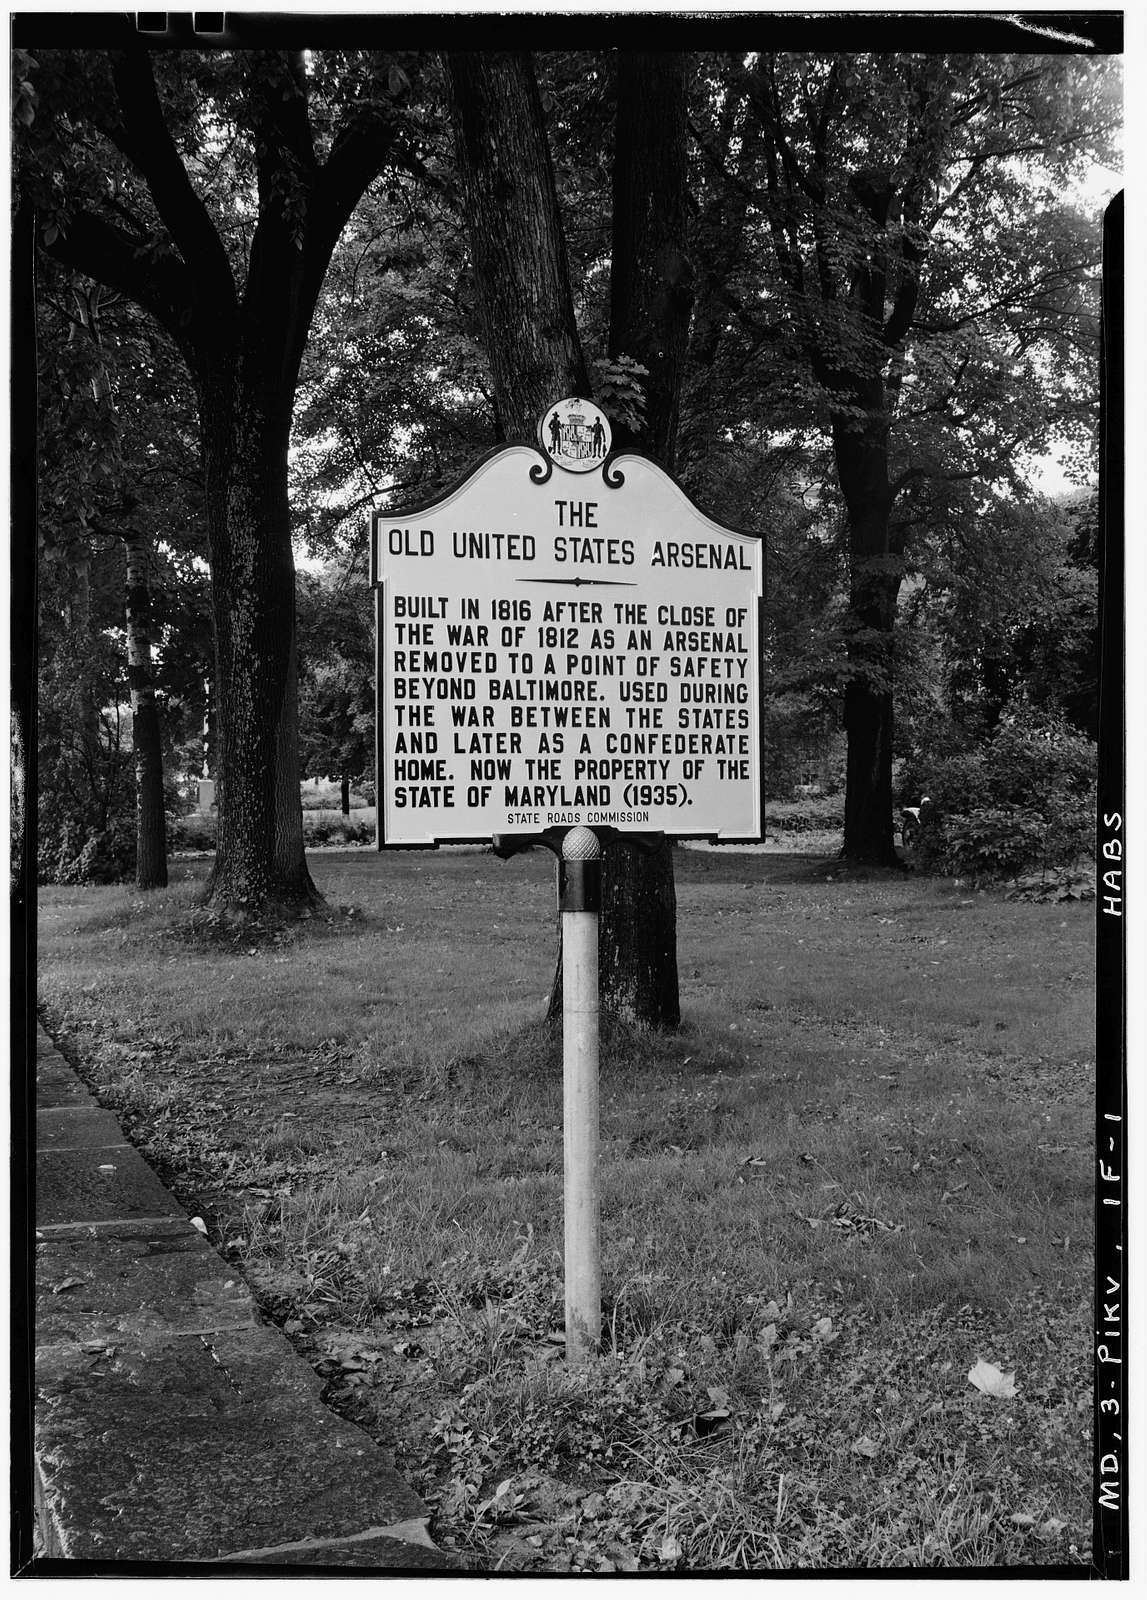 THE
OLD UNITED STATES ARSENAL
BUILT IN 1816 AFTER THE CLOSE OF
THE WAR OF 1812 AS AN ARSENAL
REMOVED TO A POINT OF SAFETY
BEYOND BALTIMORE. USED DURING
THE WAR BETWEEN THE STATES
AND LATER AS A CONFEDERATE
HOME. NOW THE PROPERTY OF THE
STATE OF MARYLAND (1935).
STATE ROADS COMMISSION
MD., 3-PIKV, 1F-1 HABS